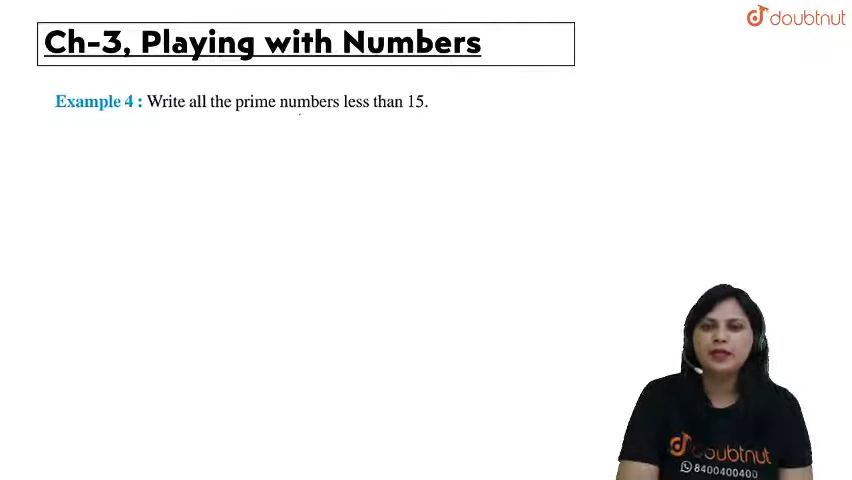 doubtnut
Ch-3, Playing with Numbers
Example 4 : Write all the prime numbers less than 15.
doubtnut
8400400400